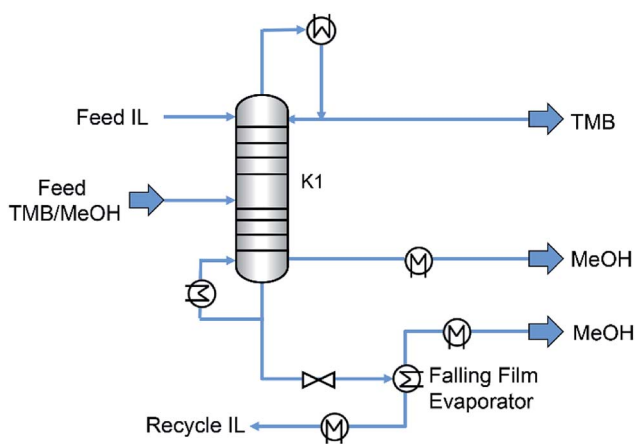 Feed IL
TMB
Feed
TMB/MeOH
K1
MeOH
MeOH
Falling Film
Evaporator
Recycle IL